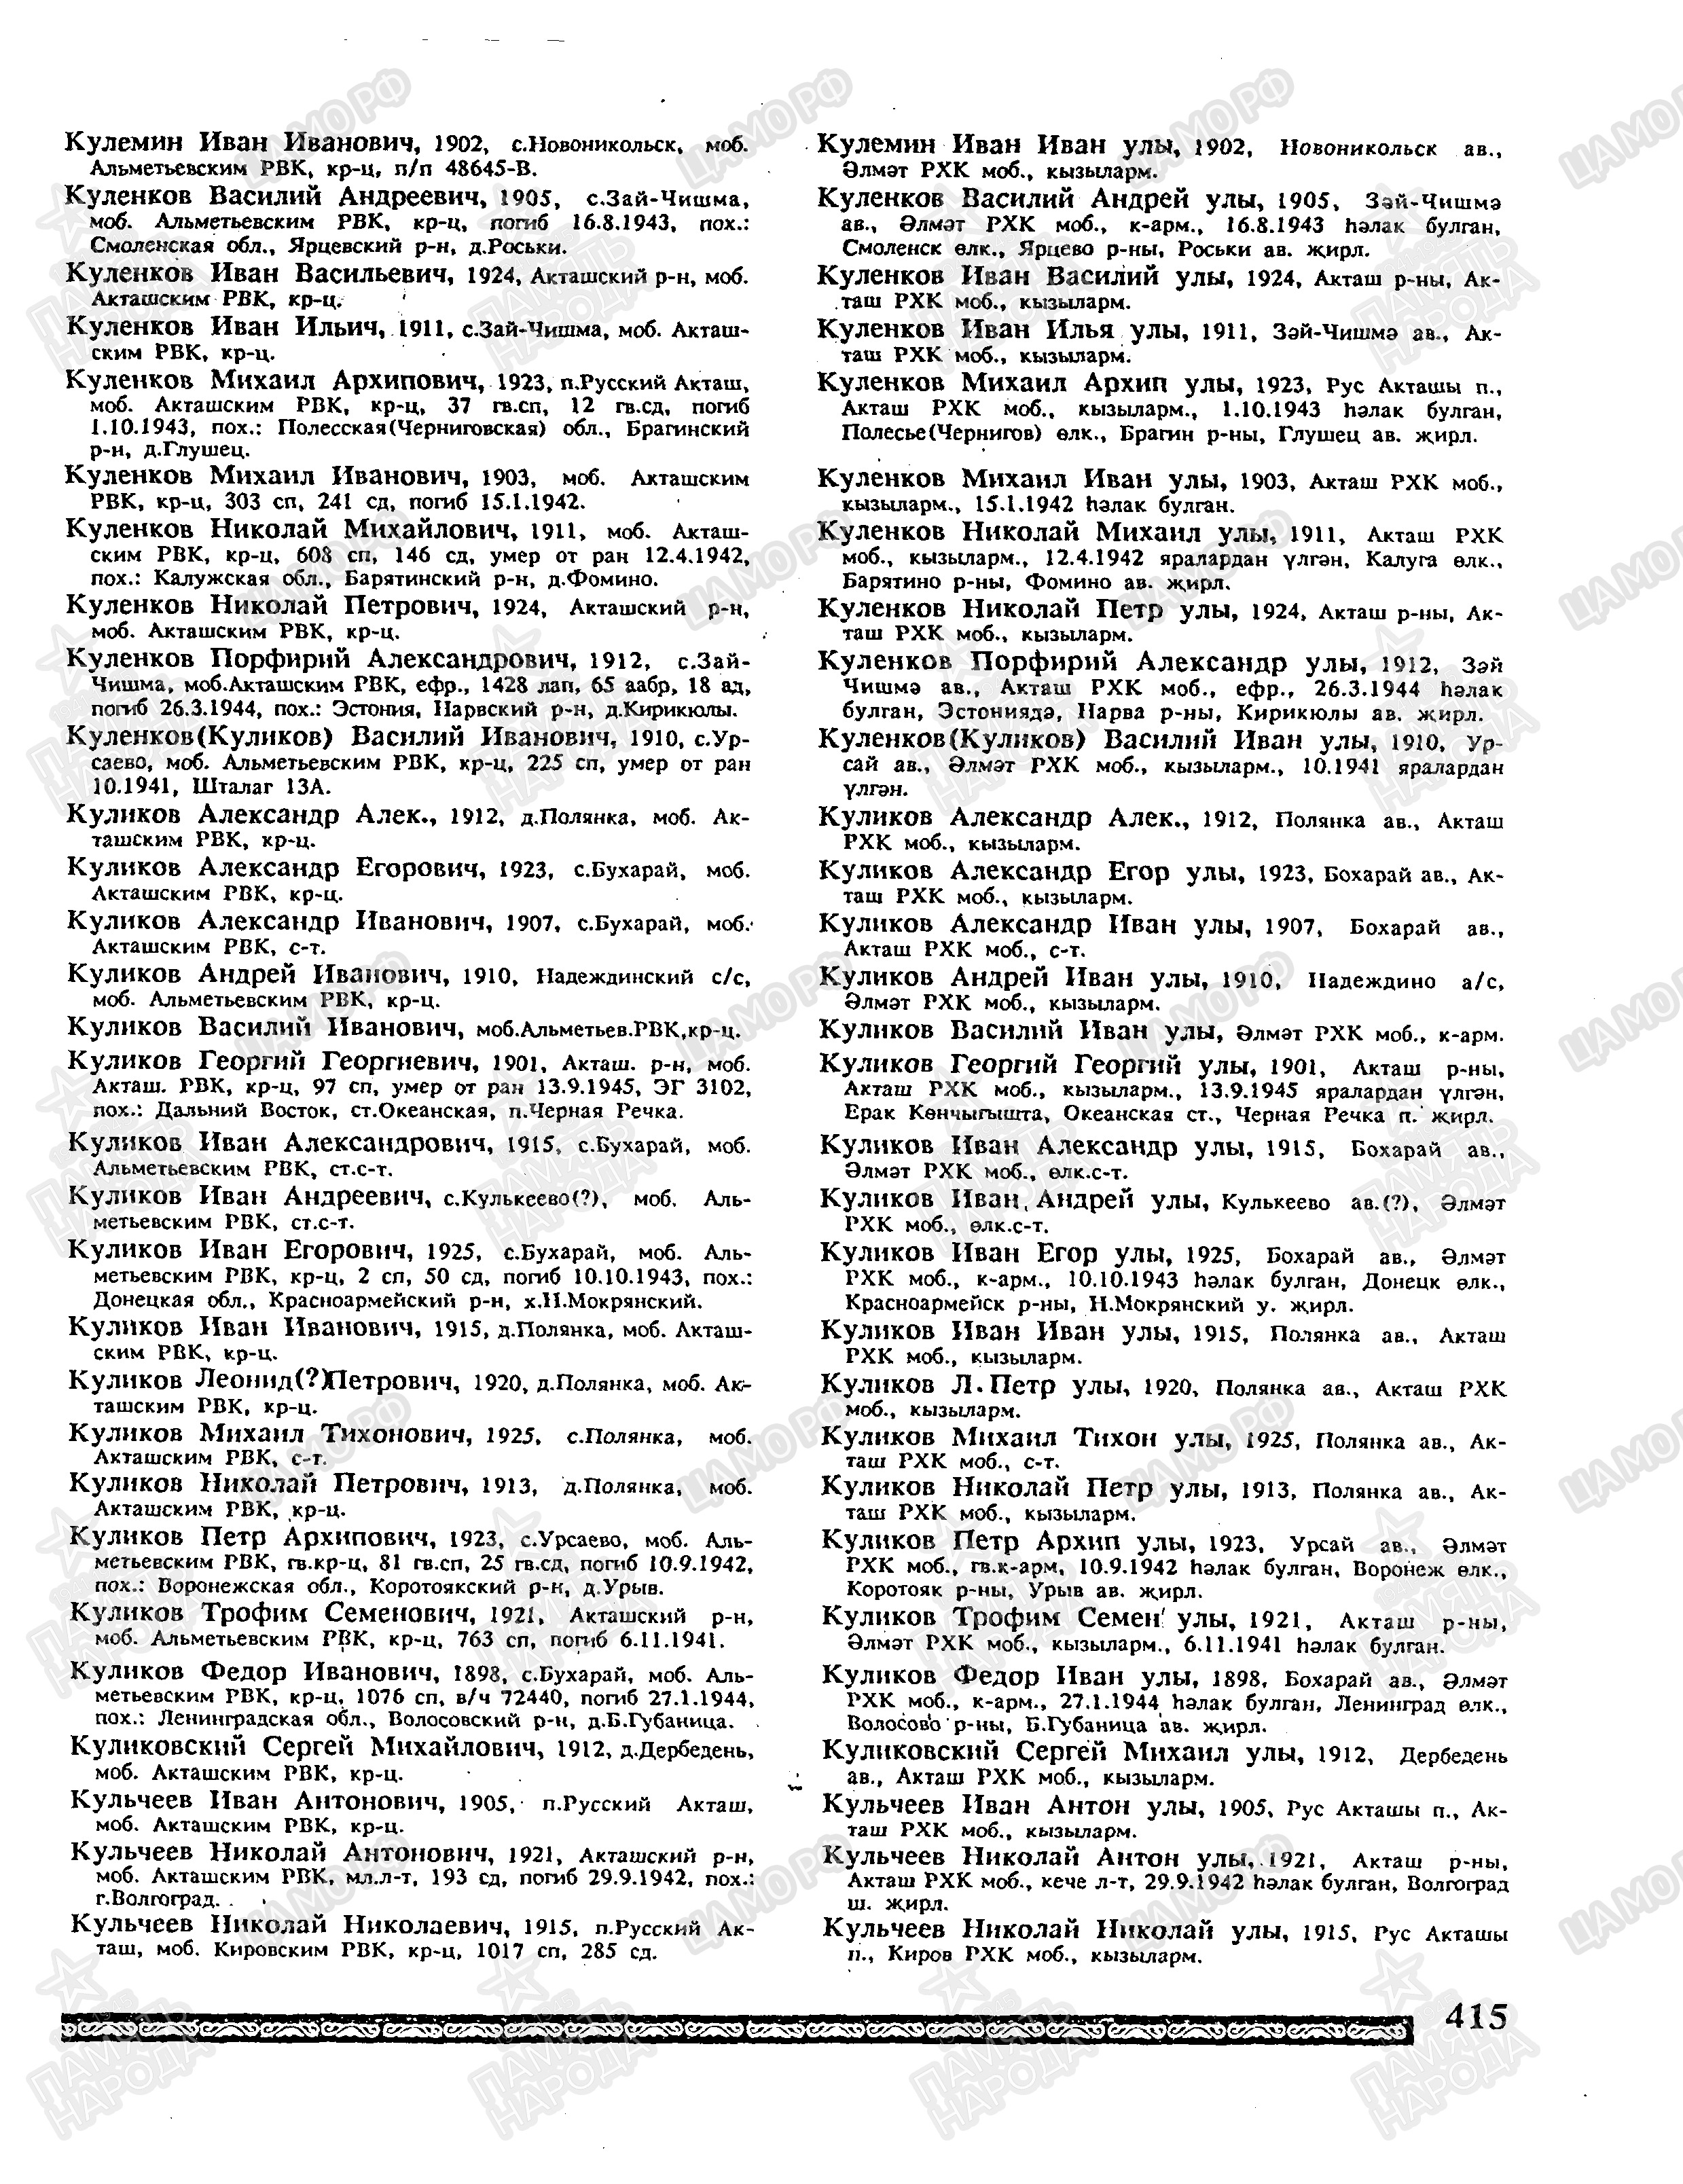 Кулемин Иван Иванович, 1902, с.Новоникольск, моб.
Альметьевским РВК, кр-ц, п/п 48645-В.
Куленков Василий Андреевич, 1905, с.Зай-Чишма,
моб. Альметьевским РВК, кр-ц, погиб 16.8.1943, пох.:
Смоленская обл., Ярцевский р-н, д.Роськи.
Куленков Иван Васильевич, 1924, Акташский р-н, моб.
Акташским РВК, кр-ц.
Куленков Иван Ильич, 1911, с.Зай-Чишма, моб. Акташ-
ским РВК, кр-ц.
Куленков Михаил Архипович, 1923, п.Русский Акташ,
моб. Акташским РВК, кр-ц, 37 гв.сп, 12 гв.сд, погиб
1.10.1943, пох.: Полесская(Черниговская) обл., Брагинский
р-н, д.Глушец.
Куленков Михаил Иванович, 1903, моб. Акташским
РВК, кр-ц, 303 сп, 241 сд, погиб 15.1.1942.
Куленков Николай Михайлович, 1911, моб. Акташ-
ским РВК, кр-ц, 608 сп, 146 сд, умер от ран 12.4.1942,
пох.: Калужская обл., Барятинский р-н, д.Фомино.
Куленков Николай Петрович, 1924, Акташский р-н,
моб. Акташским РВК, кр-ц.
Куленков Порфирий Александрович, 1912, с.Зай-
Чишма, моб.Акташским РВК, ефр., 1428 лап, 65 аабр, 18 ад,
погиб 26.3.1944, пох.: Эстония, Нарвский р-н, д.Кирикюлы.
Куленков(Куликов) Василий Иванович, 1910, с.Ур-
саево, моб. Альметьевским РВК, кр-ц, 225 сп, умер от ран
10.1941, Шталаг 13А.
Куликов Александр Алек., 1912, д.Полянка, моб. Ак-
ташским РВК, кр-ц.
Куликов Александр Егорович, 1923, с.Бухарай, моб.
Акташским РВК, кр-ц.
Куликов Александр Иванович, 1907, с.Бухарай, моб.
Акташским РВК, с-т.
Куликов Андрей Иванович, 1910, Надеждинский с/с,
моб. Альметьевским РВК, кр-ц.
Куликов Василий Иванович, моб.Альметьев.РВК,кр-ц.
Куликов Георгий Георгиевич, 1901, Акташ. р-н, моб.
Акташ. РВК, кр-ц, 97 сп, умер от ран 13.9.1945, ЭГ 3102,
пох.: Дальний Восток, ст.Океанская, п.Черная Речка.
Куликов Иван Александрович, 1915, с.Бухарай, моб.
Альметьевским РВК, ст.с-т.
Куликов Иван Андреевич, с.Кулькеево(?), моб. Аль-
метьевским РВК, ст.с-т.
Куликов Иван Егорович, 1925, с.Бухарай, моб. Аль-
метьевским РВК, кр-ц, 2 сп, 50 сд, погиб 10.10.1943, пох.:
Донецкая обл., Красноармейский р-н, х.Н.Мокрянский.
Куликов Иван Иванович, 1915, д.Полянка, моб. Акташ-
ским РВК, кр-ц.
Куликов Леонид(?)Петрович, 1920, д.Полянка, моб. Ак-
ташским РВК, кр-ц.
Куликов Михаил Тихонович, 1925, с.Полянка, моб.
Акташским РВК, с-т.
Куликов Николай Петрович, 1913, д.Полянка, моб.
Акташским РВК, кр-ц.
Куликов Петр Архипович, 1923, с.Урсаево, моб. Аль-
метьевским РВК, гв.кр-ц, 81 гв.сп, 25 гв.сд, погиб 10.9.1942,
пох.: Воронежская обл., Коротоякский р-н, д.Урыв.
Куликов Трофим Семенович, 1921, Акташский р-н,
моб. Альметьевским РВК, кр-ц, 763 сп, погиб 6.11.1941.
Куликов Федор Иванович, 1898, с.Бухарай, моб. Аль-
метьевским РВК, кр-ц, 1076 сп, в/ч 72440, погиб 27.1.1944,
пох.: Ленинградская обл., Волосовский р-н, д.Б.Губаница.
Куликовский Сергей Михайлович, 1912, д.Дербедень,
моб. Акташским РВК, кр-ц.
Кульчеев Иван Антонович, 1905, п.Русский Акташ,
моб. Акташским РВК, кр-ц.
Кульчеев Николай Антонович, 1921, Акташский р-н,
моб. Акташским РВК, мл.л-т, 193 сд, погиб 29.9.1942, пох.:
г.Волгоград.
Кульчеев Николай Николаевич, 1915, п.Русский Ак-
таш, моб. Кировским РВК, кр-ц, 1017 сп, 285 сд.
Кулемин Иван Иван улы, 1902, Новоникольск ав.,
Әлмәт РХК моб., кызыларм.
Куленков Василий Андрей улы, 1905, Зәй-Чишмә
ав., Әлмәт РХК моб., к-арм., 16.8.1943 һәлак булган,
Смоленск өлк., Ярцево р-ны, Роськи ав. җирл.
Куленков Иван Василий улы, 1924, Акташ р-ны, Ак-
таш РХК моб., кызыларм.
Куленков Иван Илья улы, 1911, Зәй-Чишмә ав., Ак-
таш РХК моб., кызыларм.
Куленков Михаил Архип улы, 1923, Рус Акташы п.,
Акташ РХК моб., кызыларм., 1.10.1943 һәлак булган,
Полесье(Чернигов) өлк., Брагин р-ны, Глушец ав. җирл.
Куленков Михаил Иван улы, 1903, Акташ РХК моб.,
кызыларм., 15.1.1942 һәлак булган.
Куленков Николай Михаил улы, 1911, Акташ РХК
моб., кызыларм., 12.4.1942 яралардан үлгән, Калуга өлк.,
Барятино р-ны, Фомино ав. җирл.
Куленков Николай Петр улы, 1924, Акташ р-ны, Ак-
таш РХК моб., кызыларм.
Куленков Порфирий Александр улы, 1912, Зәй
Чишмә ав., Акташ РХК моб., ефр., 26.3.1944 һәлак
булган, Эстониядә, Нарва р-ны, Кирикюлы ав. җирл.
Куленков(Куликов) Василий Иван улы, 1910, Ур-
сай ав., Әлмәт РХК моб., кызыларм., 10.1941 яралардан
үлгән.
Куликов Александр Алек., 1912, Полянка ав., Акташ
РХК моб., кызыларм.
Куликов Александр Егор улы, 1923, Бохарай ав., Ак-
таш РХК моб., кызыларм.
Куликов Александр Иван улы, 1907, Бохарай ав.,
Акташ РХК моб., с-т.
Куликов Андрей Иван улы, 1910, Надеждино а/с,
Әлмәт РХК моб., кызыларм.
Куликов Василий Иван улы, Әлмәт РХК моб., к-арм.
Куликов Георгий Георгий улы, 1901, Акташ р-ны,
Акташ РХК моб., кызыларм., 13.9.1945 яралардан үлгән,
Ерак Көнчыгышта, Океанская ст., Черная Речка п. җирл.
Куликов Иван Александр улы, 1915, Бохарай ав.,
Әлмәт РХК моб., өлк.с-т.
Куликов Иван Андрей улы, Кулькеево ав.(?), Әлмәт
РХК моб., өлк.с-т.
Куликов Иван Егор улы, 1925, Бохарай ав., Әлмәт
РХК моб., к-арм., 10.10.1943 һәлак булган, Донецк өлк.,
Красноармейск р-ны, Н.Мокрянский у. җирл.
Куликов Иван Иван улы, 1915, Полянка ав., Акташ
РХК моб., кызыларм.
Куликов Л. Петр улы, 1920, Полянка ав., Акташ РХК
моб., кызыларм.
Куликов Михаил Тихон улы, 1925, Полянка ав., Ак-
таш РХК моб., с-т.
Куликов Николай Петр улы, 1913, Полянка ав., Ак-
таш РХК моб., кызыларм.
Куликов Петр Архип улы, 1923, Урсай ав., Әлмәт
РХК моб., гв.к-арм, 10.9.1942 һәлак булган, Воронеж өлк.,
Коротояк р-ны, Урыв ав. җирл.
Куликов Трофим Семен улы, 1921, Акташ р-ны,
Әлмәт РХК моб., кызыларм., 6.11.1941 һәлак булган.
Куликов Федор Иван улы, 1898, Бохарай ав., Әлмәт
РХК моб., к-арм., 27.1.1944 һәлак булган, Ленинград өлк.,
Волосово р-ны, Б.Губаница ав. җирл.
Куликовский Сергей Михаил улы, 1912, Дербедень
ав., Акташ РХК моб., кызыларм.
Кульчеев Иван Антон улы, 1905, Рус Акташы п., Ак-
таш РХК моб., кызыларм.
Кульчеев Николай Антон улы, 1921, Акташ р-ны,
Акташ РХК моб., кече л-т, 29.9.1942 һәлак булган, Волгоград
ш. җирл.
Кульчеев Николай Николай улы, 1915, Рус Акташы
п., Киров РХК моб., кызыларм.
415